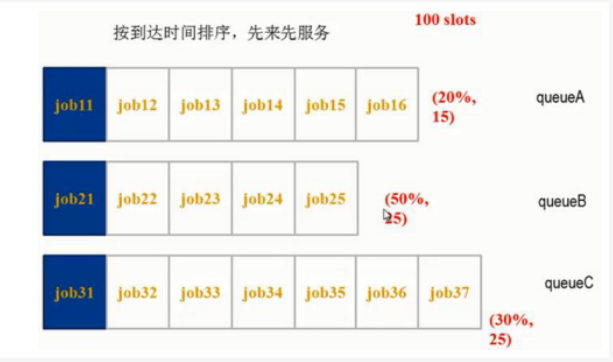 100 slots
按到达时间排序，先来先服务
job11 job12 job13 job14 job15 job16 (20%,
15)
queueA
job21 job22 job23 job24 job25 (50%,
25)
queueB
job31 job32 job33 job34 job35 job36 job37
queueC
(30%,
25)